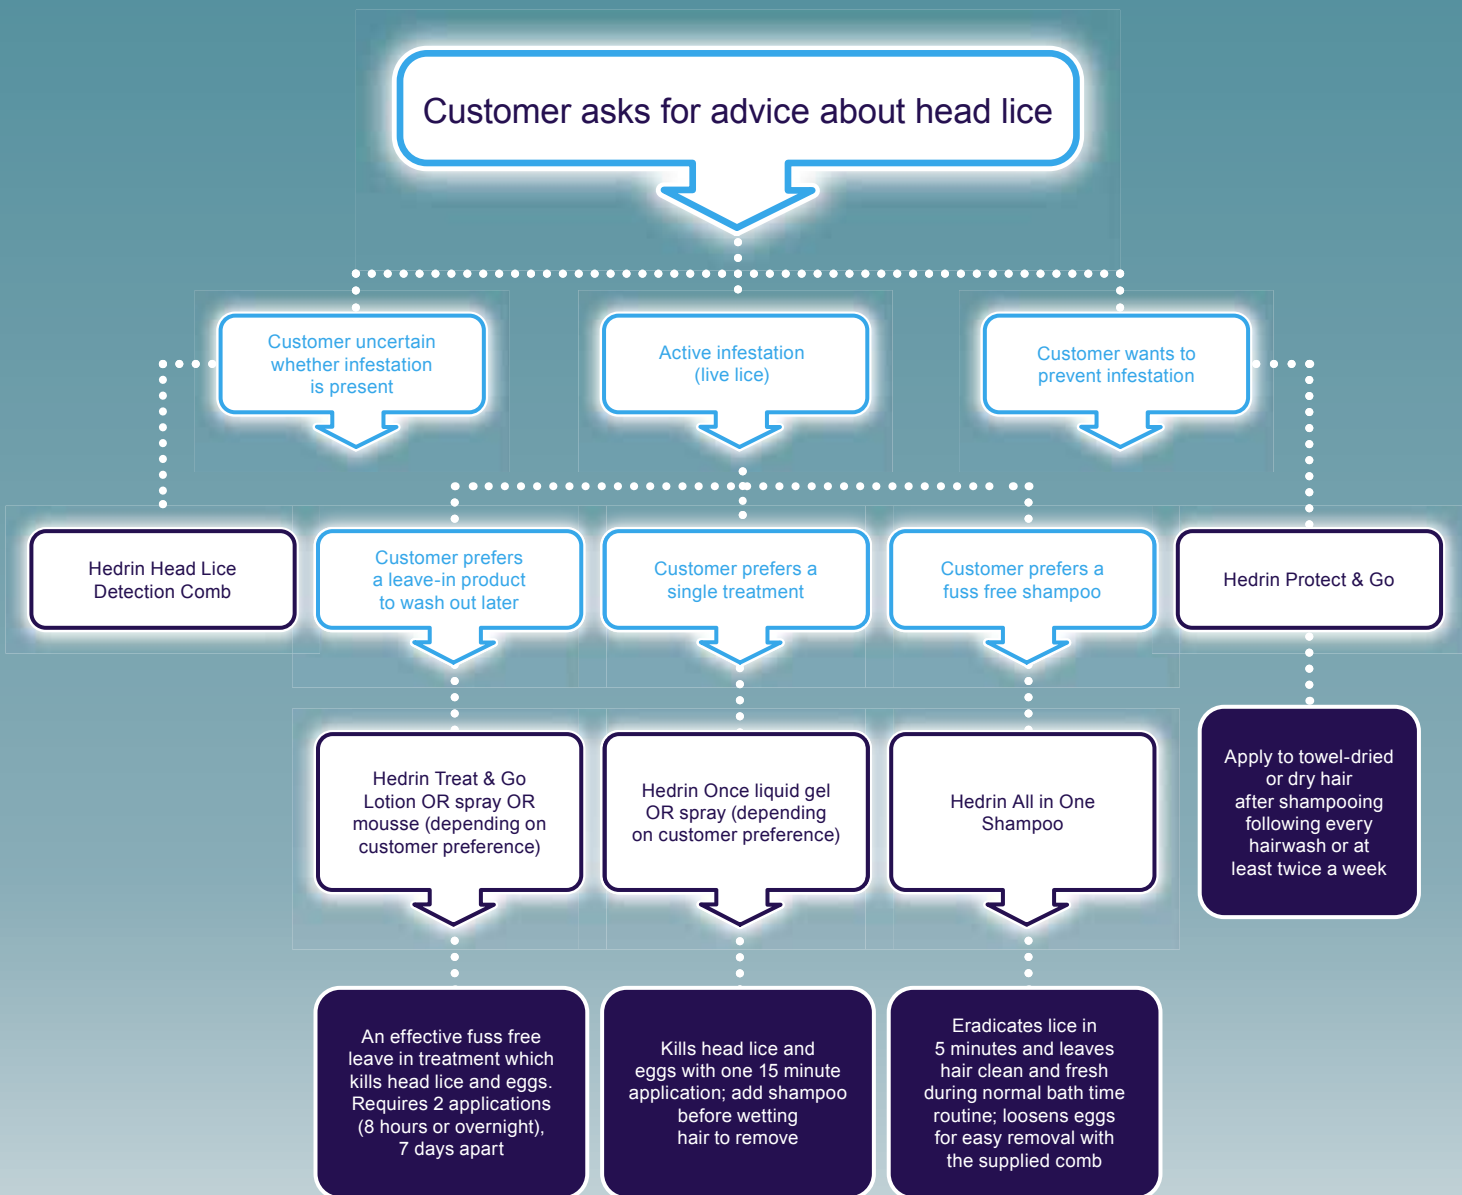 Customer asks for advice about head lice
Customer uncertain
whether infestation
is present
Active infestation
(live lice)
Customer wants to
prevent infestation
Hedrin Head Lice
Detection Comb
Customer prefers
a leave-in product
to wash out later
Customer prefers a
single treatment
Customer prefers a
fuss free shampoo
Hedrin Protect & Go
Hedrin Treat & Go
Lotion OR spray OR
mousse (depending on
customer preference)
Hedrin Once liquid gel
OR spray (depending
on customer preference)
Hedrin All in One
Shampoo
Apply to towel-dried
or dry hair
after shampooing
following every
hairwash or at
least twice a week
An effective fuss free
leave in treatment which
kills head lice and eggs.
Requires 2 applications
(8 hours or overnight),
7 days apart
Kills head lice and
eggs with one 15 minute
application; add shampoo
before wetting
hair to remove
Eradicates lice in
5 minutes and leaves
hair clean and fresh
during normal bath time
routine; loosens eggs
for easy removal with
the supplied comb